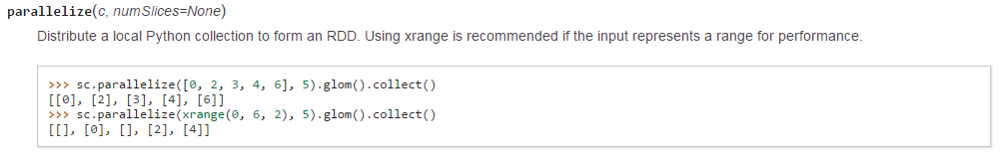 parallelize(c, numSlices=None)
Distribute a local Python collection to form an RDD. Using xrange is recommended if the input represents a range for performance.
>>> sc.parallelize([0, 2, 3, 4, 6], 5).glom().collect()
[[0], [2], [3], [4], [6]]
>>> sc.parallelize(xrange(0, 6, 2), 5).glom().collect()
[[], [0], [], [2], [4]]